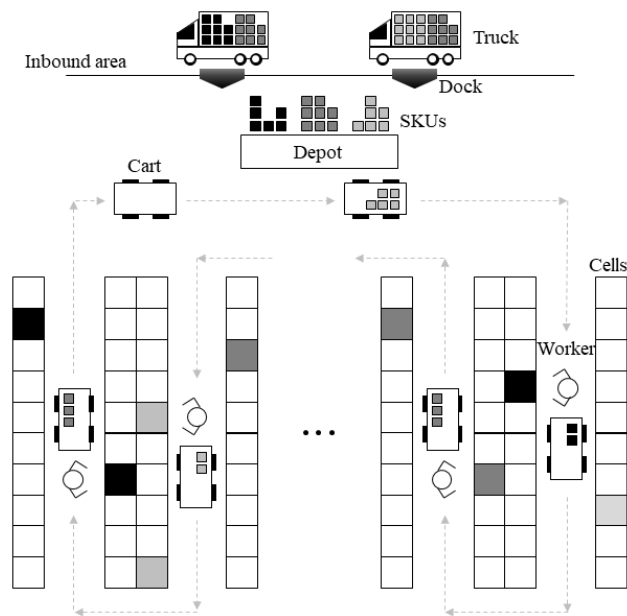 Truck
Inbound area
Dock
SKUs
Depot
Cart
Cells
Worker
...